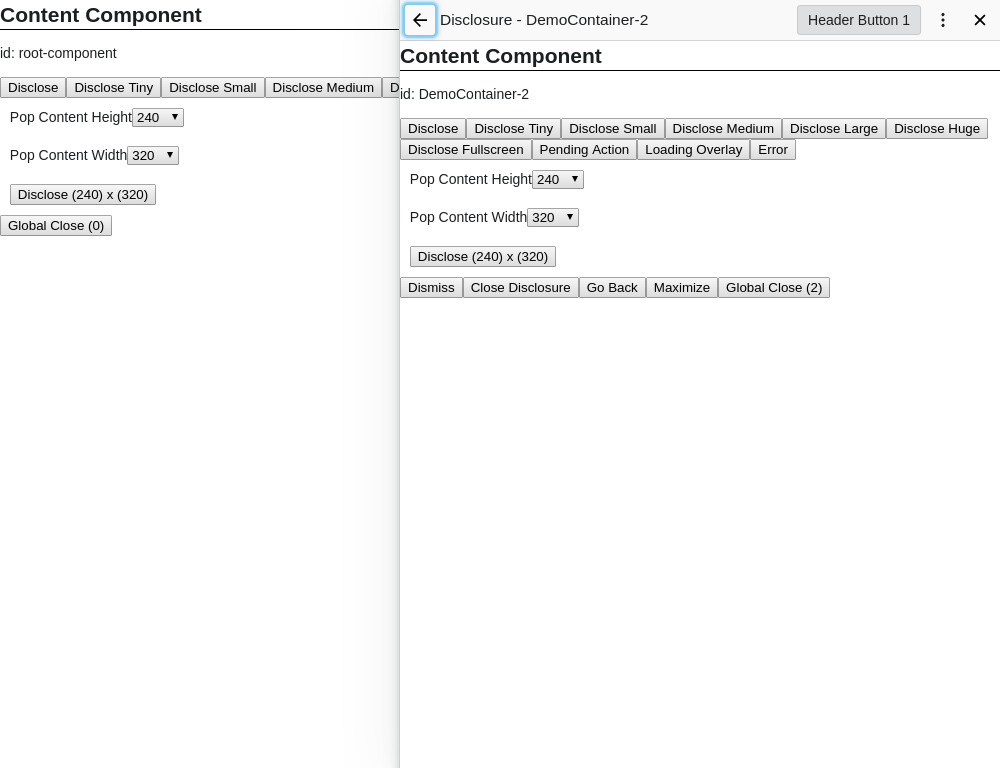 Content Component
id: root-component
Disclose Disclose Tiny Disclose Small Disclose Medium D
Pop Content Height 240
Pop Content Width 320
Disclose (240) x (320)
Global Close (0)
Disclosure - DemoContainer-2 Header Button 1
Content Component
id: DemoContainer-2
Disclose Disclose Tiny Disclose Small Disclose Medium Disclose Large Disclose Huge
Disclose Fullscreen Pending Action Loading Overlay Error
Pop Content Height 240
Pop Content Width 320
Disclose (240) x (320)
Dismiss Close Disclosure Go Back Maximize Global Close (2)